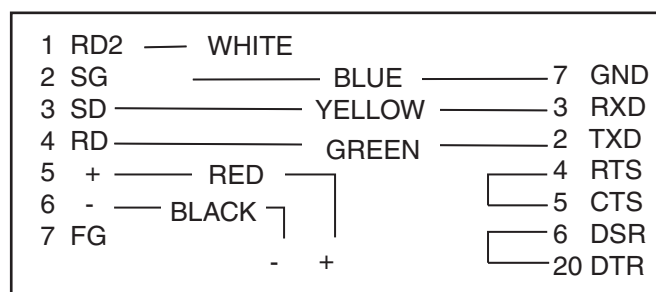 1 RD2 WHITE
2 SG BLUE 7 GND
3 SD YELLOW 3 RXD
4 RD GREEN 2 TXD
5 + RED 4 RTS
6 - BLACK 5 CTS
7 FG 6 DSR
- + 20 DTR